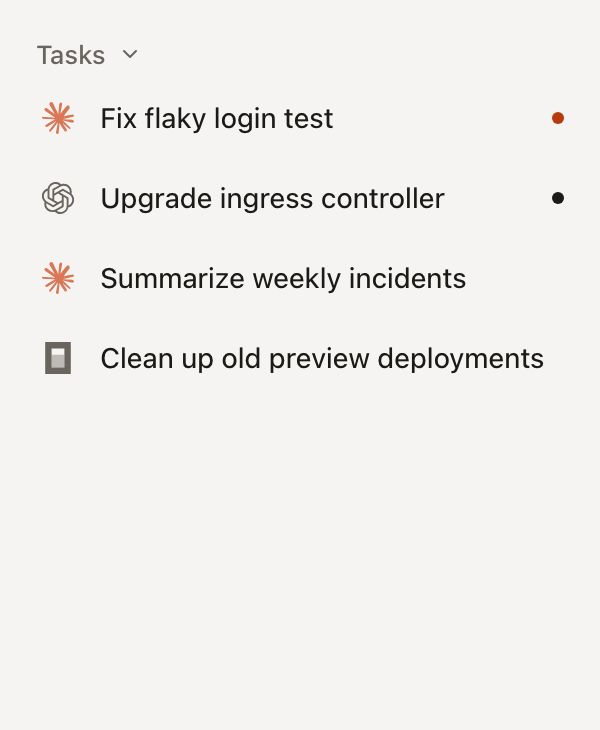 Tasks
Fix flaky login test
Upgrade ingress controller
Summarize weekly incidents
Clean up old preview deployments